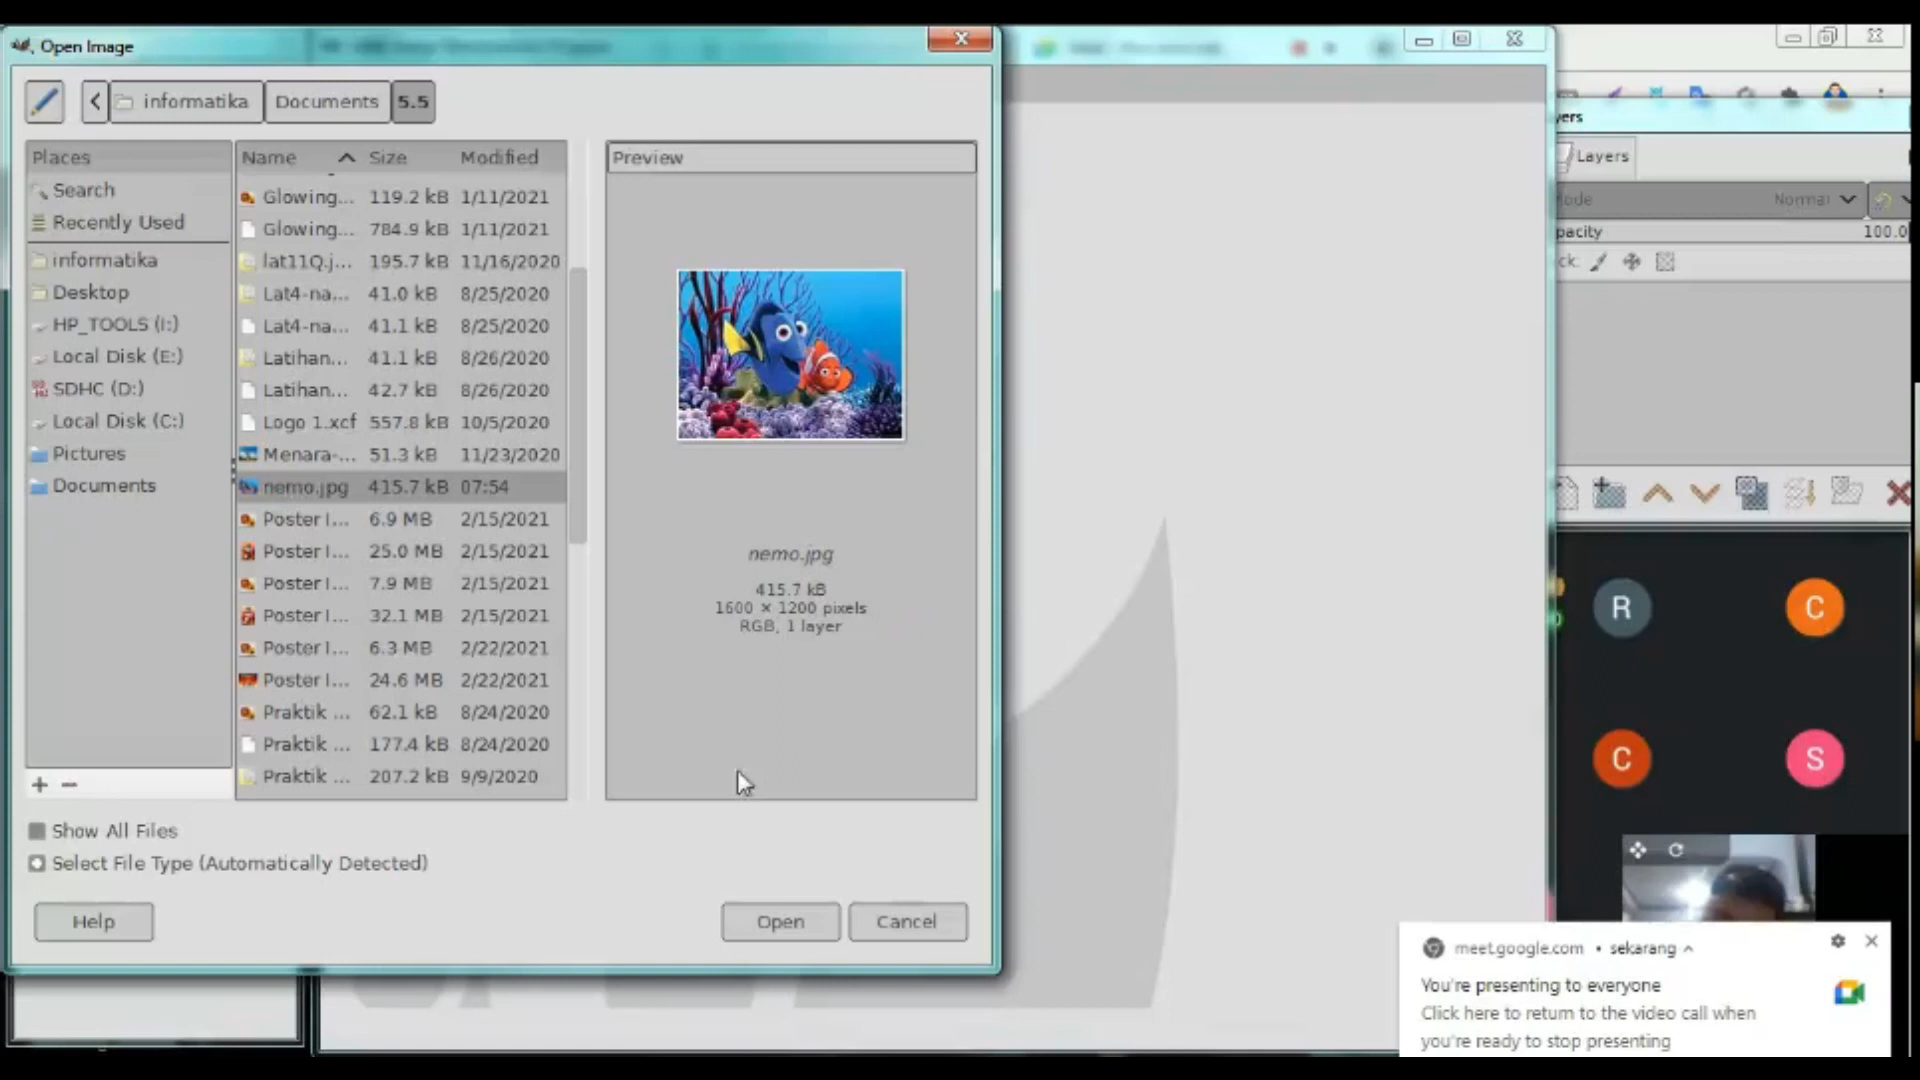 Open Image
informatika Documents 5.5
Places
Search
Recently Used
informatika
Desktop
HP_TOOLS (I:)
Local Disk (E:)
SDHC (D:)
Local Disk (C:)
Pictures
Documents
Name Size Modified
Glowing... 119.2 kB 1/11/2021
Glowing... 784.9 kB 1/11/2021
lat11Q.j... 195.7 kB 11/16/2020
Lat4-na... 41.0 kB 8/25/2020
Lat4-na... 41.1 kB 8/25/2020
Latihan... 41.1 kB 8/26/2020
Latihan... 42.7 kB 8/26/2020
Logo 1.xcf 557.8 kB 10/5/2020
Menara-... 51.3 kB 11/23/2020
nemo.jpg 415.7 kB 07:54
Poster I... 6.9 MB 2/15/2021
Poster I... 25.0 MB 2/15/2021
Poster I... 7.9 MB 2/15/2021
Poster I... 32.1 MB 2/15/2021
Poster I... 6.3 MB 2/22/2021
Poster I... 24.6 MB 2/22/2021
Praktik ... 62.1 kB 8/24/2020
Praktik ... 177.4 kB 8/24/2020
Praktik ... 207.2 kB 9/9/2020
Preview
nemo.jpg
415.7 kB
1600 × 1200 pixels
RGB, 1 layer
Show All Files
Select File Type (Automatically Detected)
Help Open Cancel
yers
Layers
ode Normal
pacity 100.0
ck:
R C
C S
meet.google.com • sekarang
You're presenting to everyone
Click here to return to the video call when
you're ready to stop presenting